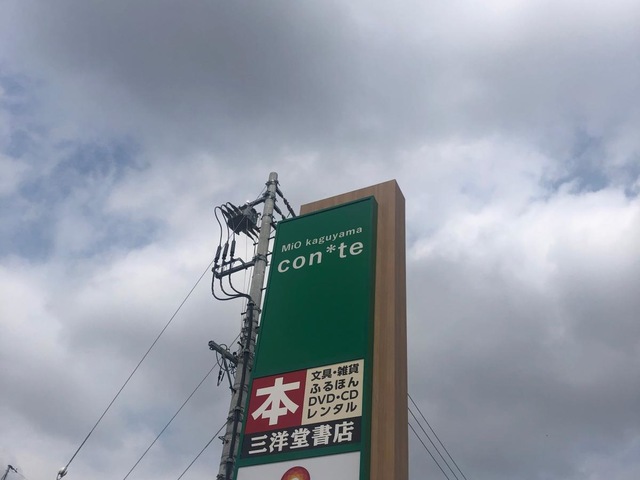 MiO kaguyama
con*te
本
文具・雑貨
ふるほん
DVD・CD
レンタル
三洋堂書店